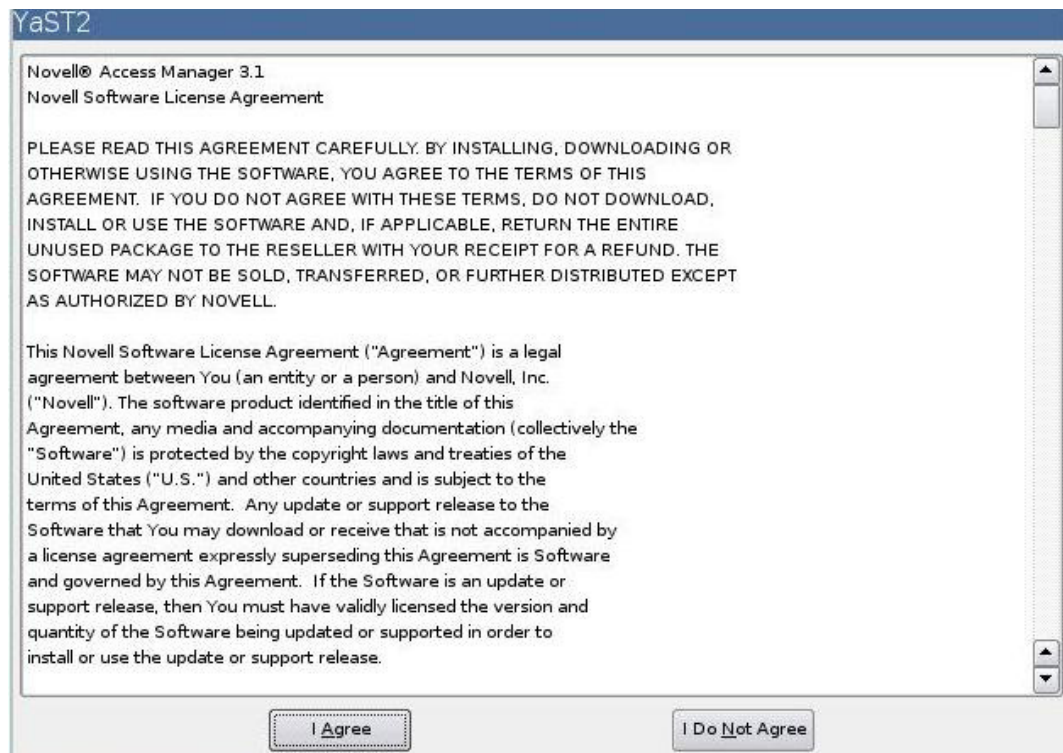 YaST2
Novell® Access Manager 3.1
Novell Software License Agreement
PLEASE READ THIS AGREEMENT CAREFULLY. BY INSTALLING, DOWNLOADING OR
OTHERWISE USING THE SOFTWARE, YOU AGREE TO THE TERMS OF THIS
AGREEMENT.  IF YOU DO NOT AGREE WITH THESE TERMS, DO NOT DOWNLOAD,
INSTALL OR USE THE SOFTWARE AND, IF APPLICABLE, RETURN THE ENTIRE
UNUSED PACKAGE TO THE RESELLER WITH YOUR RECEIPT FOR A REFUND. THE
SOFTWARE MAY NOT BE SOLD, TRANSFERRED, OR FURTHER DISTRIBUTED EXCEPT
AS AUTHORIZED BY NOVELL.
This Novell Software License Agreement ("Agreement") is a legal
agreement between You (an entity or a person) and Novell, Inc.
("Novell"). The software product identified in the title of this
Agreement, any media and accompanying documentation (collectively the
"Software") is protected by the copyright laws and treaties of the
United States ("U.S.") and other countries and is subject to the
terms of this Agreement.  Any update or support release to the
Software that You may download or receive that is not accompanied by
a license agreement expressly superseding this Agreement is Software
and governed by this Agreement.  If the Software is an update or
support release, then You must have validly licensed the version and
quantity of the Software being updated or supported in order to
install or use the update or support release.
I Agree
I Do Not Agree